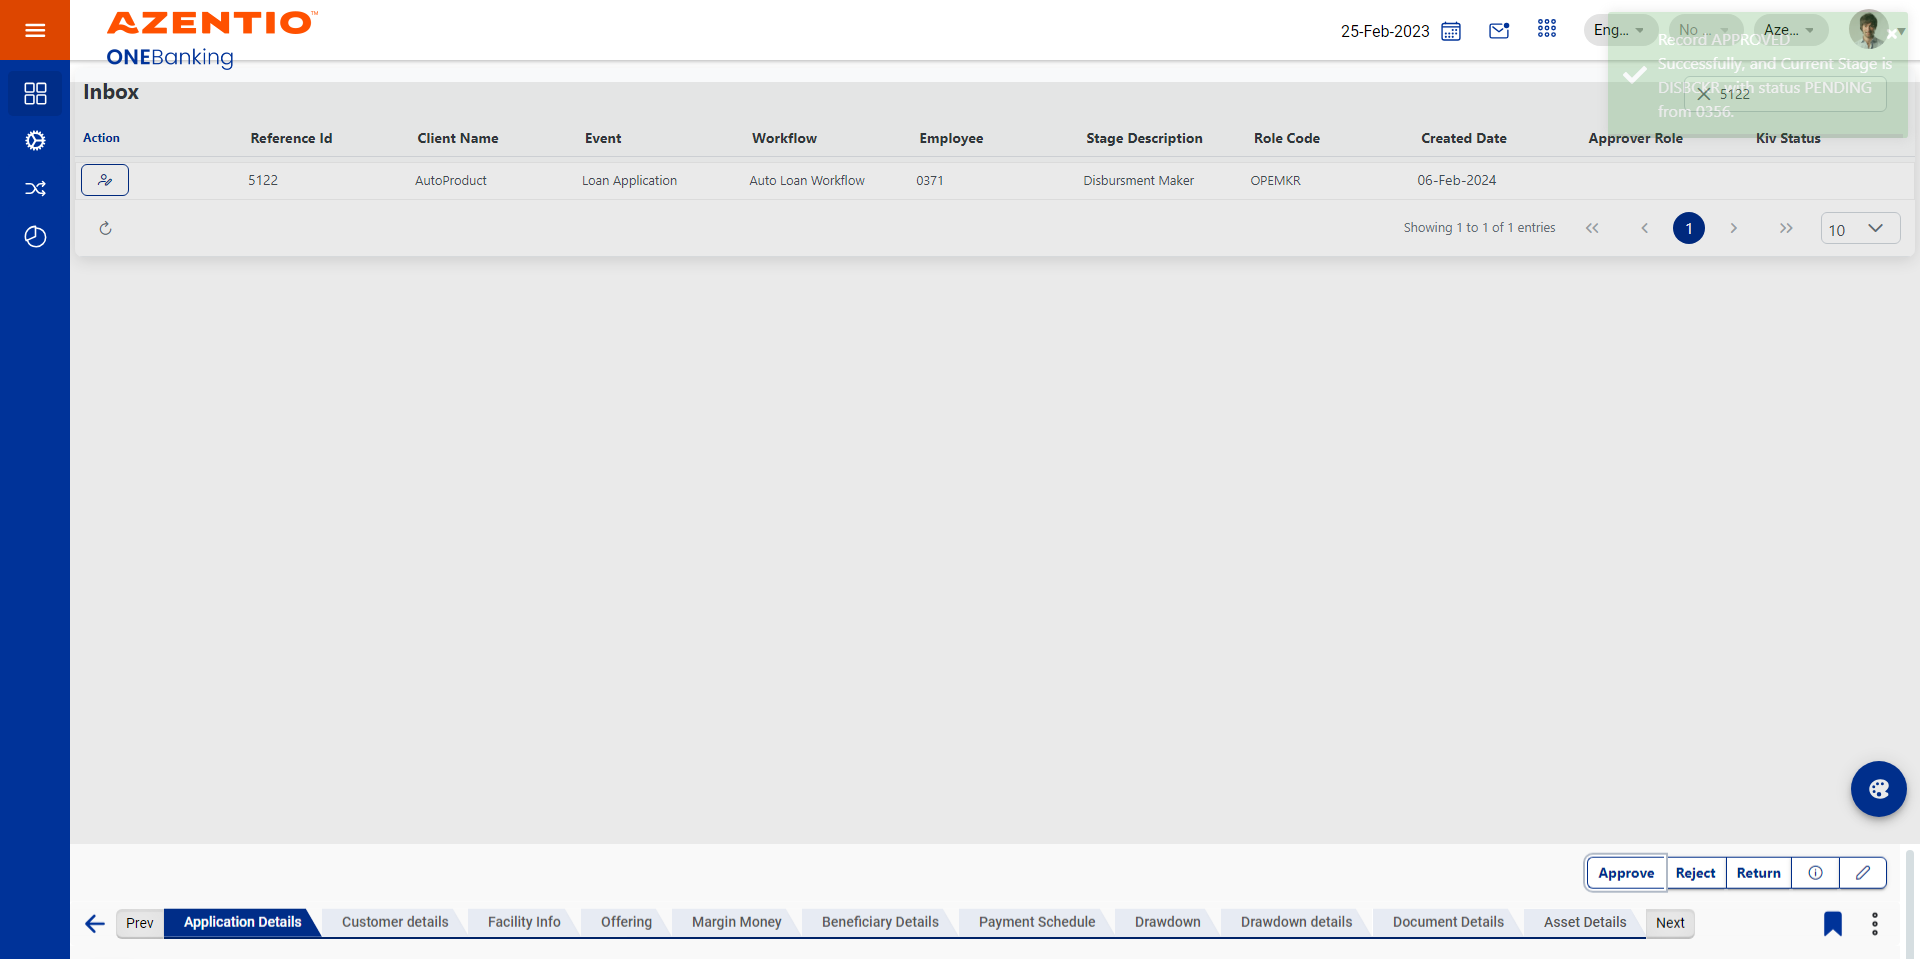 AZENTIO™
ONEBanking
25-Feb-2023
Eng...
No ...
Aze...
Record APPROVED
Successfully, and Current Stage is
DISBCKR with status PENDING
from 0356.
Inbox
5122
Action Reference Id Client Name Event Workflow Employee Stage Description Role Code Created Date Approver Role Kiv Status
5122 AutoProduct Loan Application Auto Loan Workflow 0371 Disbursment Maker OPEMKR 06-Feb-2024
Showing 1 to 1 of 1 entries 1 10
Approve Reject Return
Prev Application Details Customer details Facility Info Offering Margin Money Beneficiary Details Payment Schedule Drawdown Drawdown details Document Details Asset Details Next